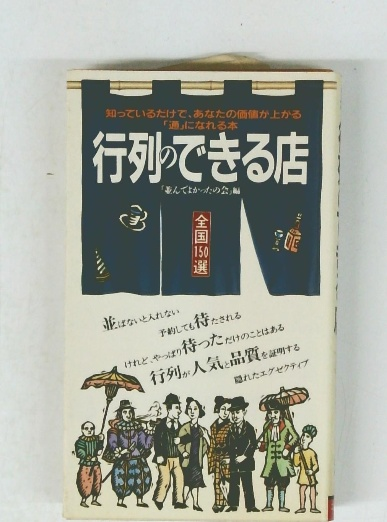 知っているだけで、あなたの価値が上がる
「通」になれる本
行列のできる店
「並んでよかったの会」編
全国150選
並ばないと入れない
予約しても待たされる
けれど、やっぱり待っただけのことはある
行列が人気と品質を証明する
隠れたエグゼクティブ